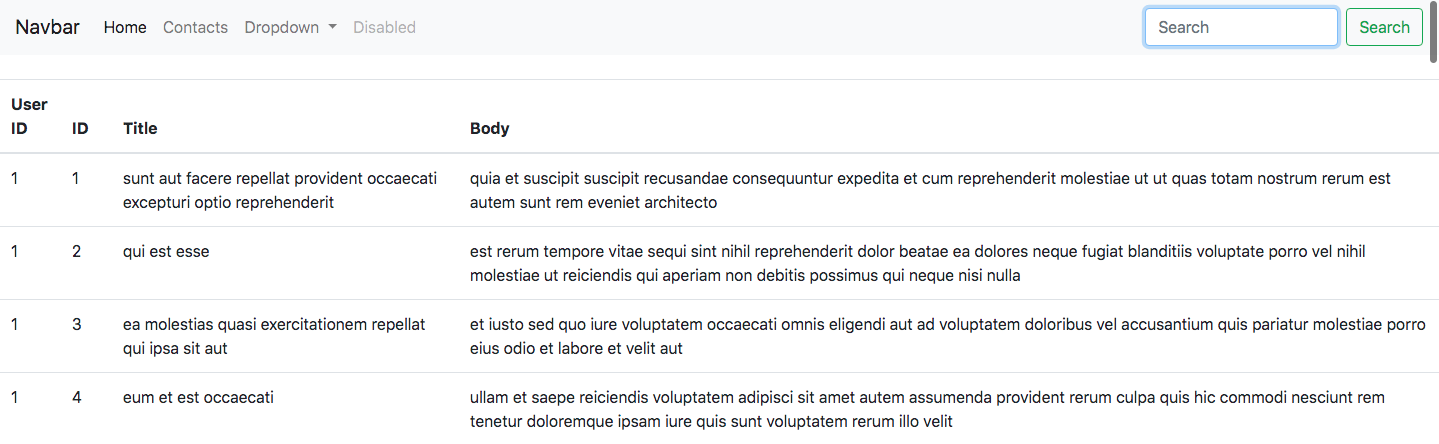 Navbar Home Contacts Dropdown Disabled Search Search
User
ID ID Title Body
1 1 sunt aut facere repellat provident occaecati quia et suscipit suscipit recusandae consequuntur expedita et cum reprehenderit molestiae ut ut quas totam nostrum rerum est
excepturi optio reprehenderit autem sunt rem eveniet architecto
1 2 qui est esse est rerum tempore vitae sequi sint nihil reprehenderit dolor beatae ea dolores neque fugiat blanditiis voluptate porro vel nihil
molestiae ut reiciendis qui aperiam non debitis possimus qui neque nisi nulla
1 3 ea molestias quasi exercitationem repellat et iusto sed quo iure voluptatem occaecati omnis eligendi aut ad voluptatem doloribus vel accusantium quis pariatur molestiae porro
qui ipsa sit aut eius odio et labore et velit aut
1 4 eum et est occaecati ullam et saepe reiciendis voluptatem adipisci sit amet autem assumenda provident rerum culpa quis hic commodi nesciunt rem
tenetur doloremque ipsam iure quis sunt voluptatem rerum illo velit